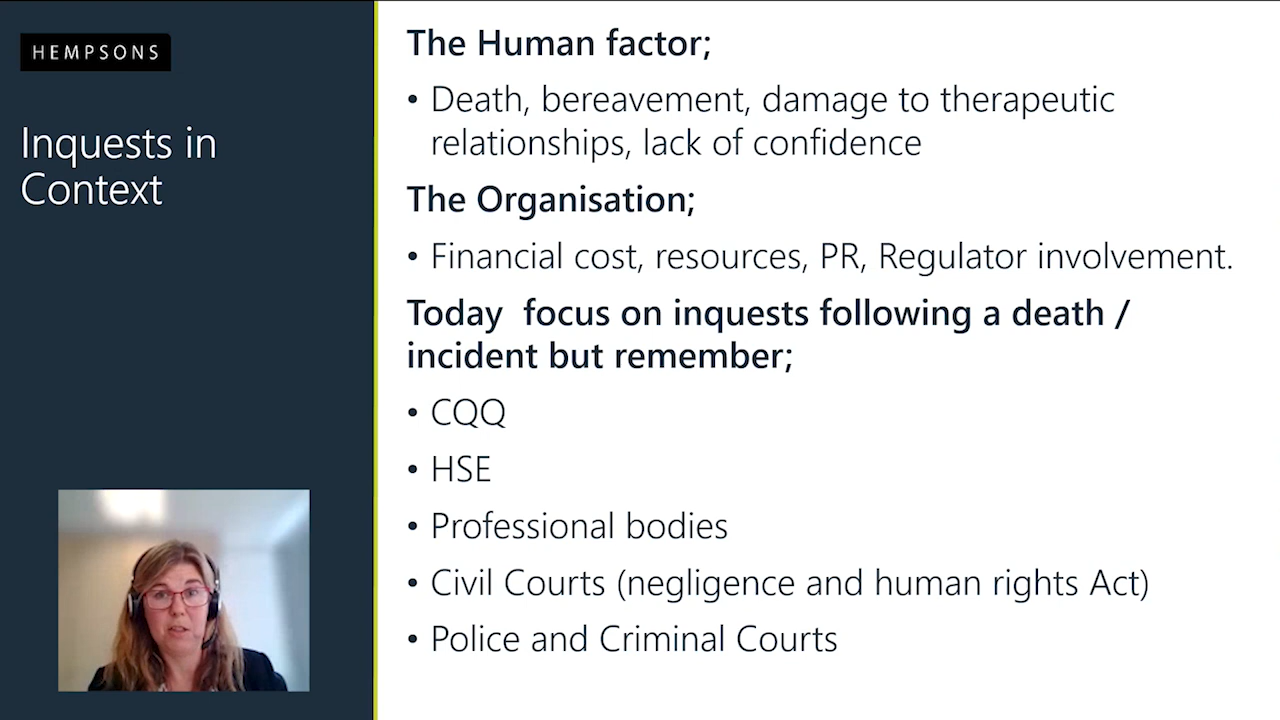 HEMPSONS
Inquests in
Context
The Human factor;
• Death, bereavement, damage to therapeutic
relationships, lack of confidence
The Organisation;
• Financial cost, resources, PR, Regulator involvement.
Today  focus on inquests following a death /
incident but remember;
• CQQ
• HSE
• Professional bodies
• Civil Courts (negligence and human rights Act)
• Police and Criminal Courts